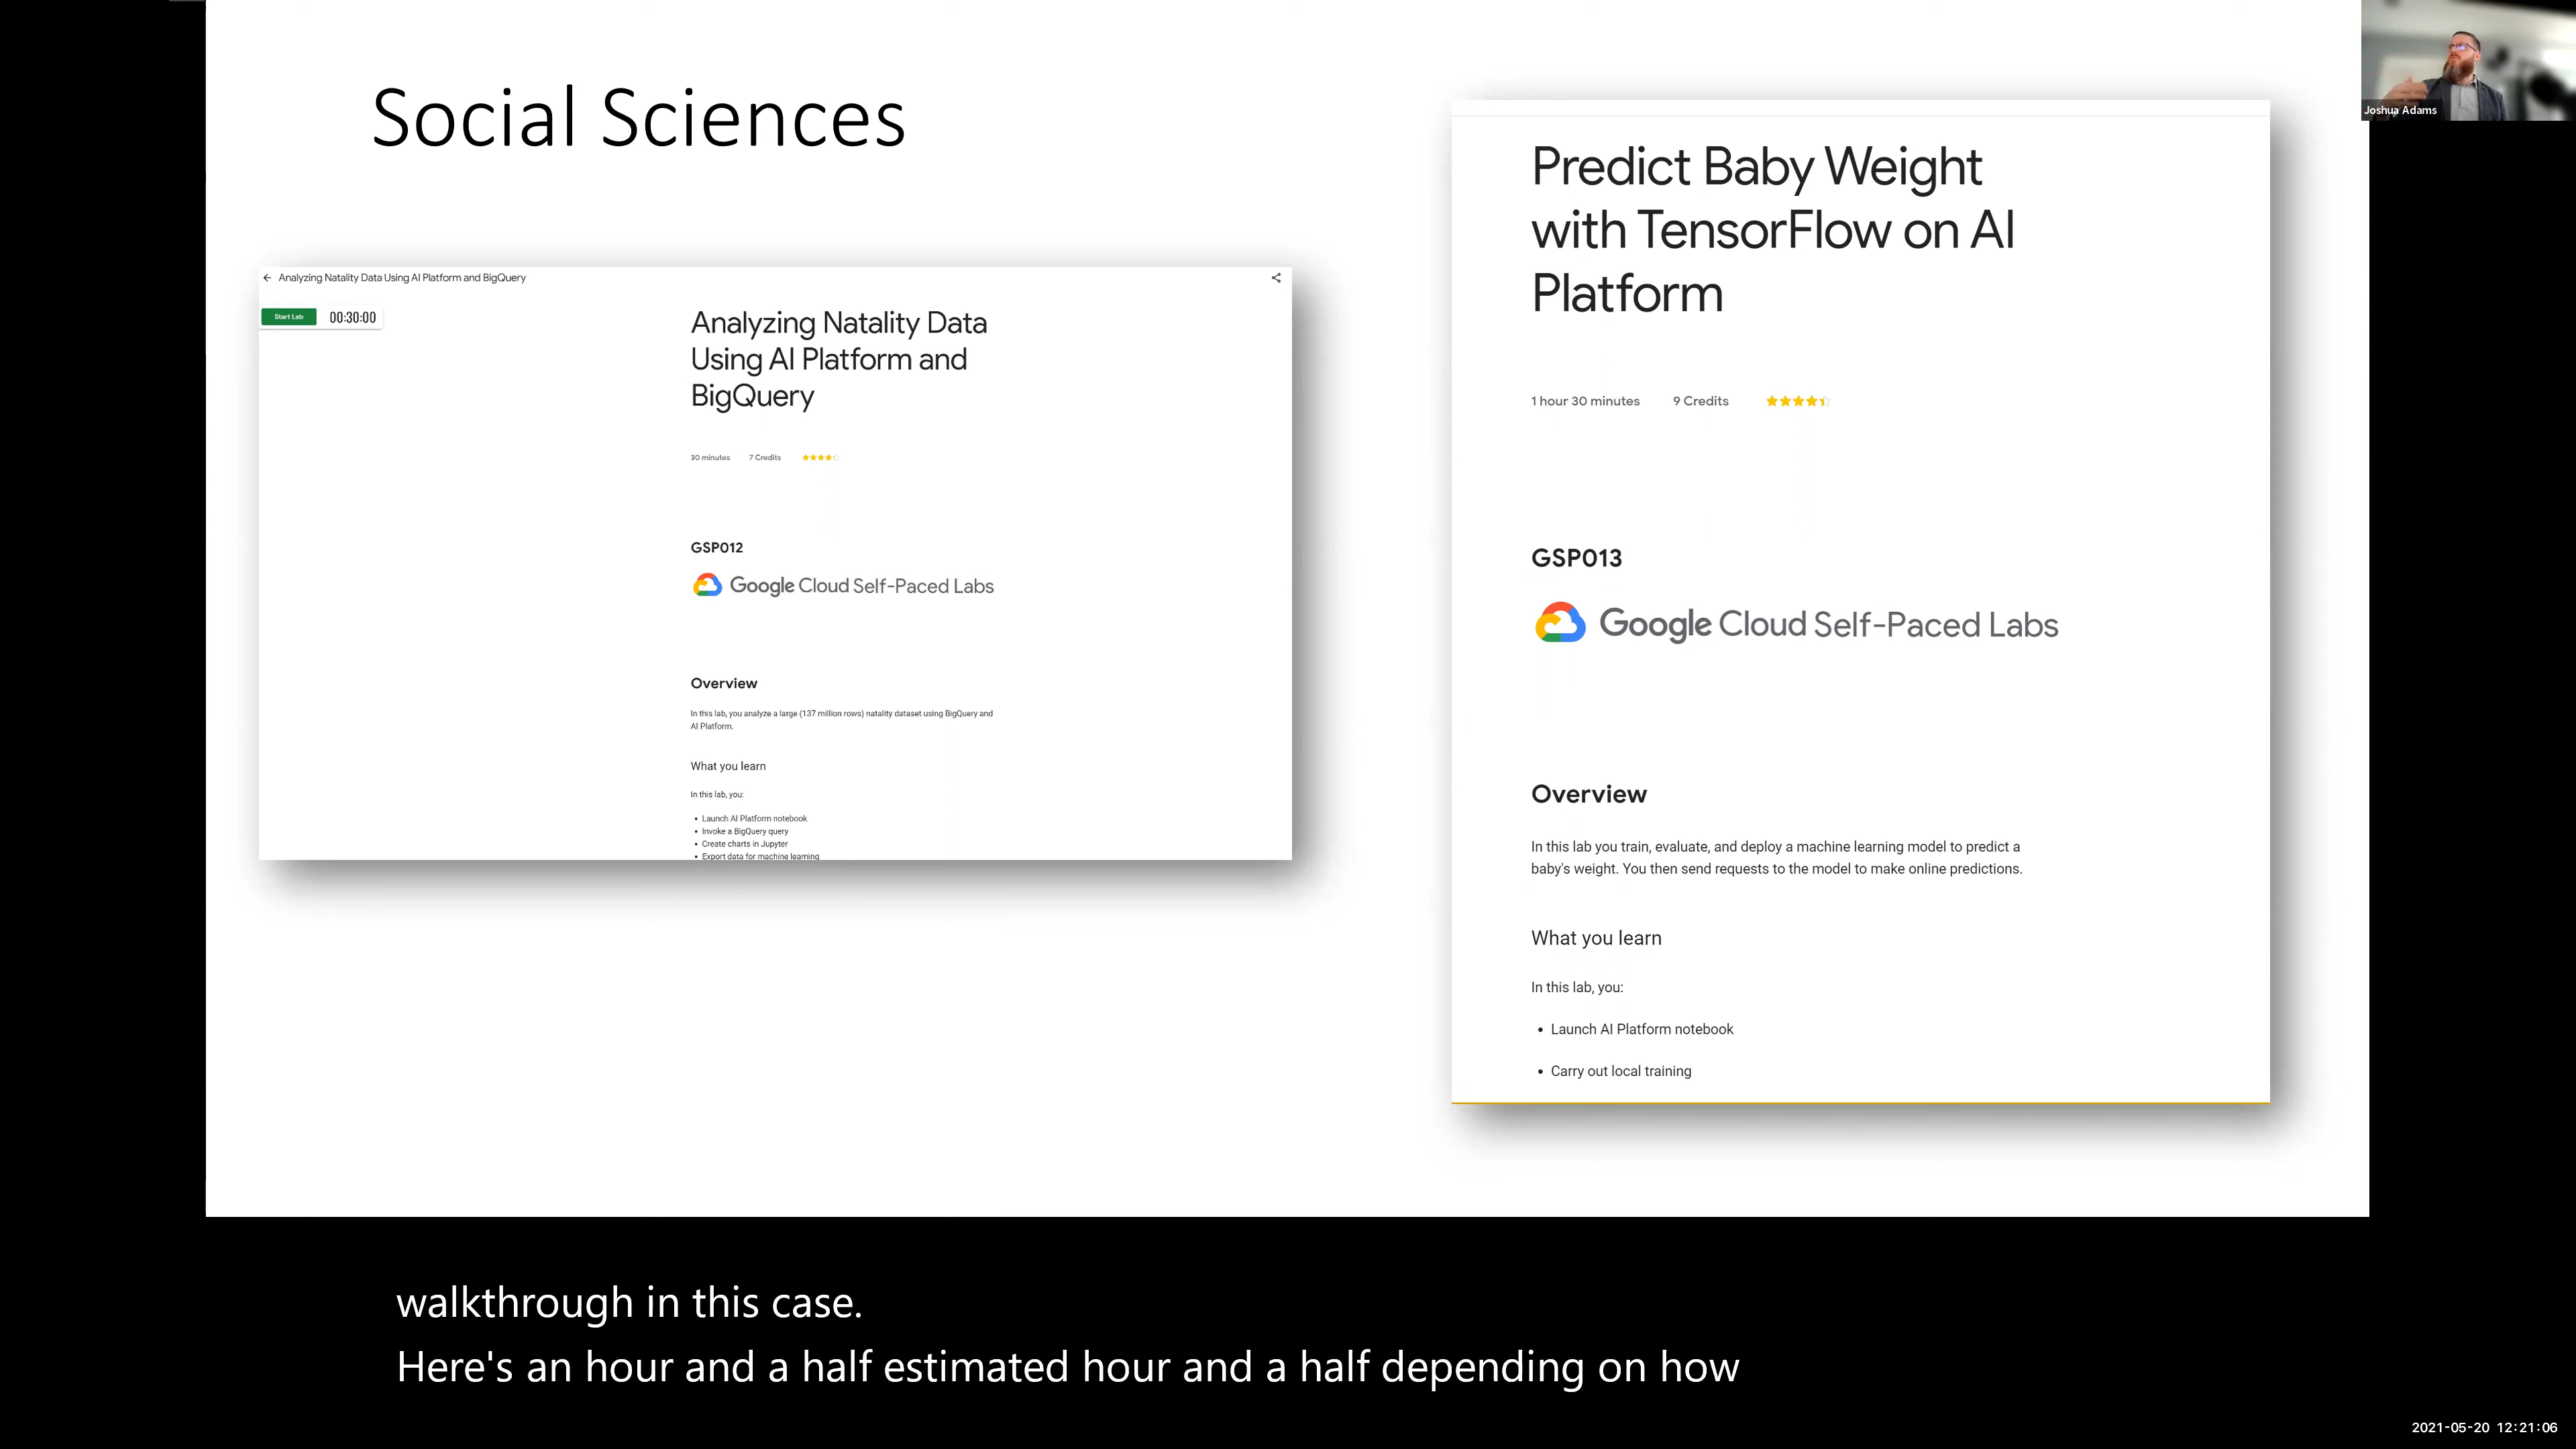 Social Sciences
← Analyzing Natality Data Using AI Platform and BigQuery
Start Lab 00:30:00
Analyzing Natality Data
Using AI Platform and
BigQuery
30 minutes 7 Credits
GSP012
Google Cloud Self-Paced Labs
Overview
In this lab, you analyze a large (137 million rows) natality dataset using BigQuery and
AI Platform.
What you learn
In this lab, you:
• Launch AI Platform notebook
• Invoke a BigQuery query
• Create charts in Jupyter
• Export data for machine learning
Predict Baby Weight
with TensorFlow on AI
Platform
1 hour 30 minutes 9 Credits
GSP013
Google Cloud Self-Paced Labs
Overview
In this lab you train, evaluate, and deploy a machine learning model to predict a
baby's weight. You then send requests to the model to make online predictions.
What you learn
In this lab, you:
• Launch AI Platform notebook
• Carry out local training
Joshua Adams
walkthrough in this case.
Here's an hour and a half estimated hour and a half depending on how
2021-05-20 12:21:06